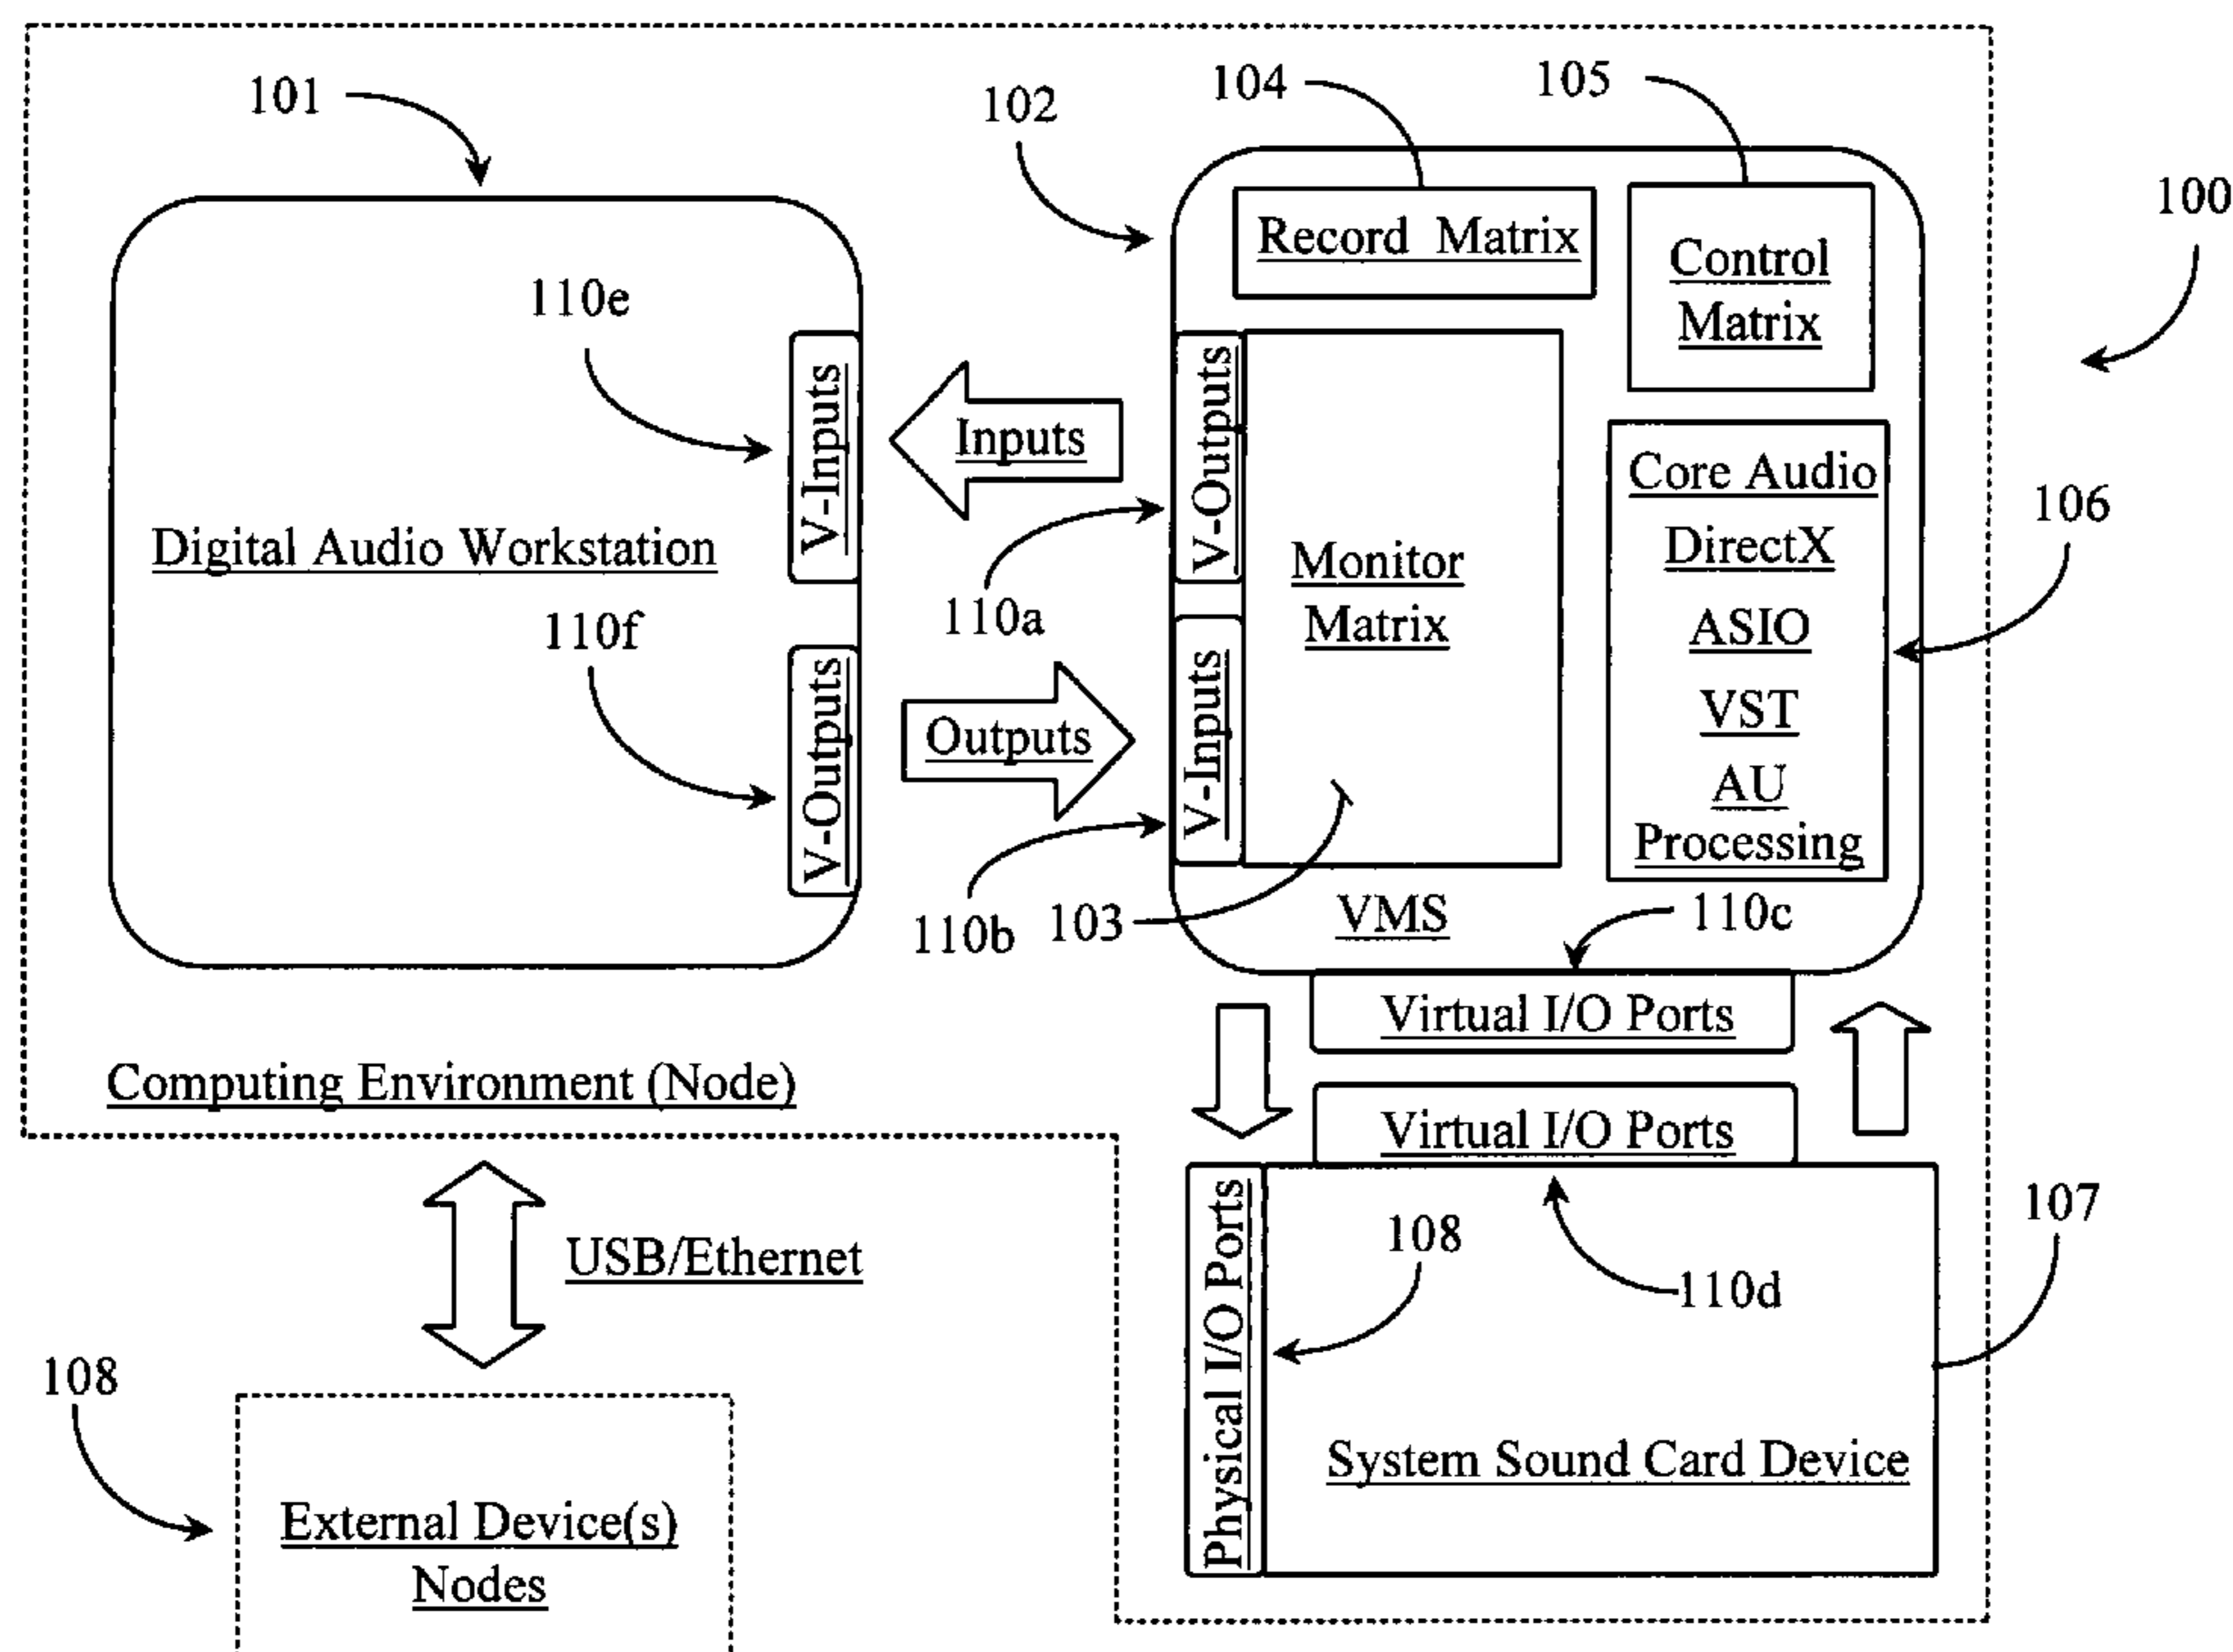 101
102
104
105
100
Record Matrix
Control
Matrix
110e
V-Inputs
Inputs
V-Outputs
Core Audio
DirectX
ASIO
VST
AU
Processing
106
Digital Audio Workstation
110a
Monitor
Matrix
110f
V-Outputs
Outputs
V-Inputs
110b
103
VMS
110c
Virtual I/O Ports
Computing Environment (Node)
Virtual I/O Ports
USB/Ethernet
Physical I/O Ports
108
110d
107
System Sound Card Device
108
External Device(s)
Nodes